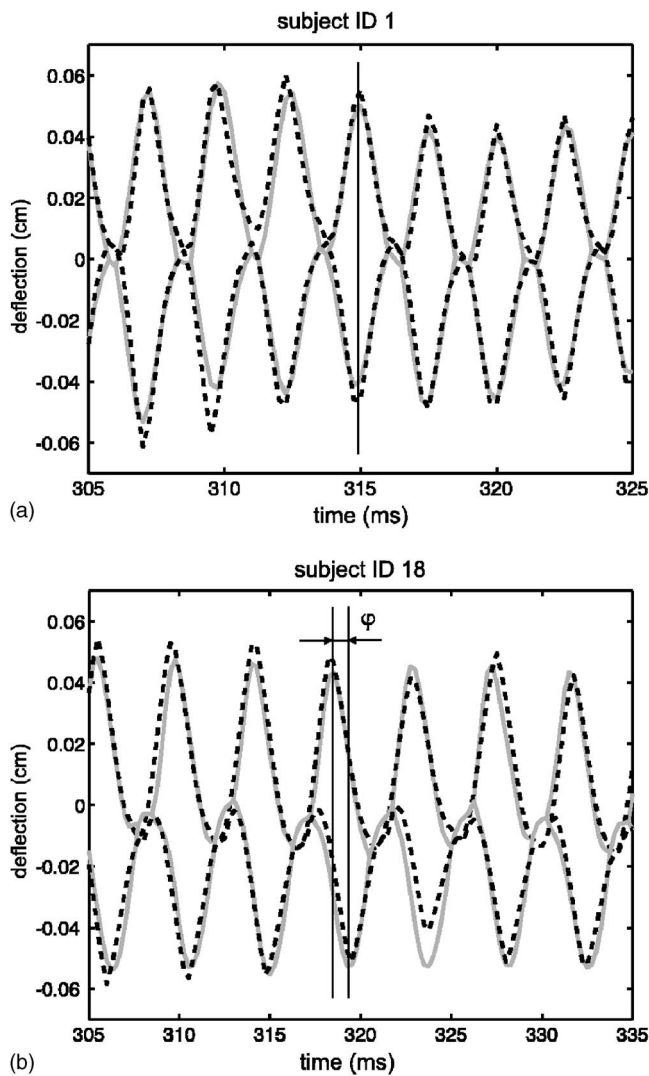 subject ID 1
0.06
0.04
0.02
0
-0.02
-0.04
-0.06
deflection (cm)
305 310 315 320 325
time (ms)
(a)
subject ID 18
φ
0.06
0.04
0.02
0
-0.02
-0.04
-0.06
deflection (cm)
305 310 315 320 325 330 335
time (ms)
(b)